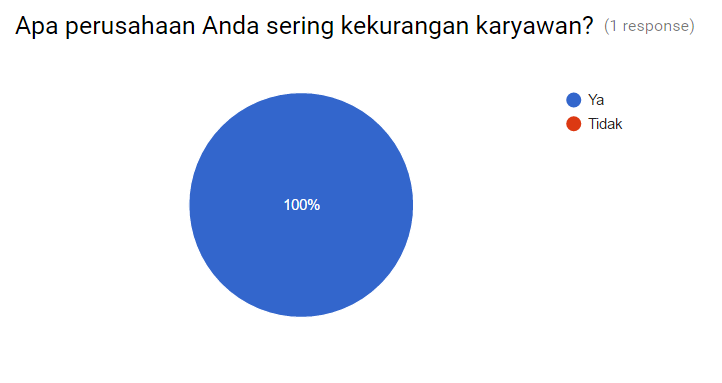 Apa perusahaan Anda sering kekurangan karyawan? (1 response)
Ya
Tidak
100%